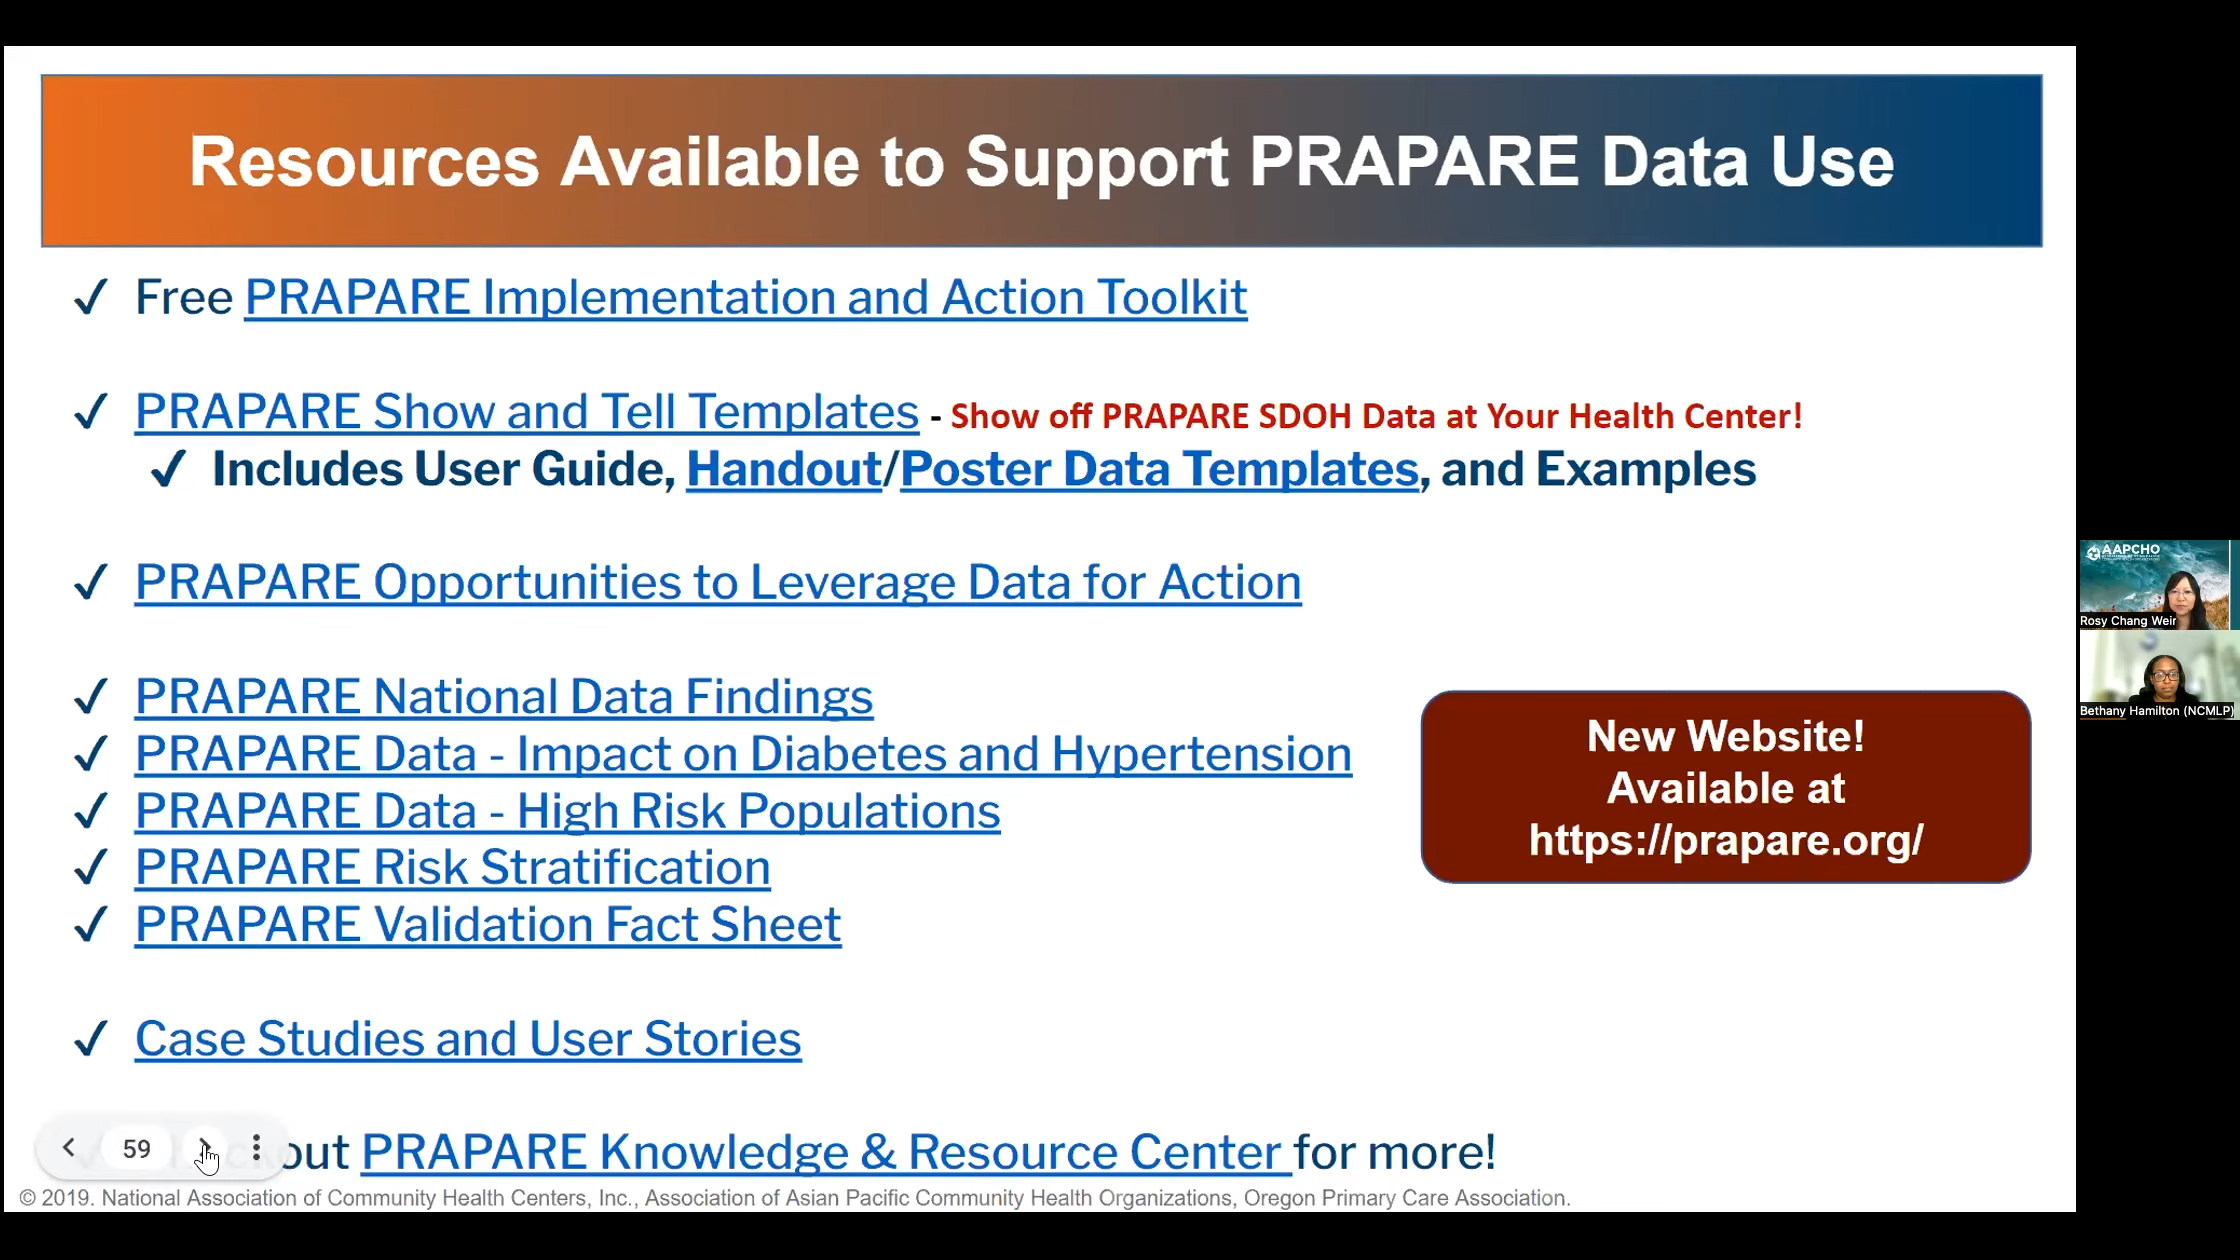 Resources Available to Support PRAPARE Data Use
✓ Free PRAPARE Implementation and Action Toolkit
✓ PRAPARE Show and Tell Templates - Show off PRAPARE SDOH Data at Your Health Center!
✓ Includes User Guide, Handout/Poster Data Templates, and Examples
✓ PRAPARE Opportunities to Leverage Data for Action
✓ PRAPARE National Data Findings
✓ PRAPARE Data - Impact on Diabetes and Hypertension
✓ PRAPARE Data - High Risk Populations
✓ PRAPARE Risk Stratification
✓ PRAPARE Validation Fact Sheet
✓ Case Studies and User Stories
out PRAPARE Knowledge & Resource Center for more!
New Website!
Available at
https://prapare.org/
59
© 2019. National Association of Community Health Centers, Inc., Association of Asian Pacific Community Health Organizations, Oregon Primary Care Association.
AAPCHO
Rosy Chang Weir
Bethany Hamilton (NCMLP)